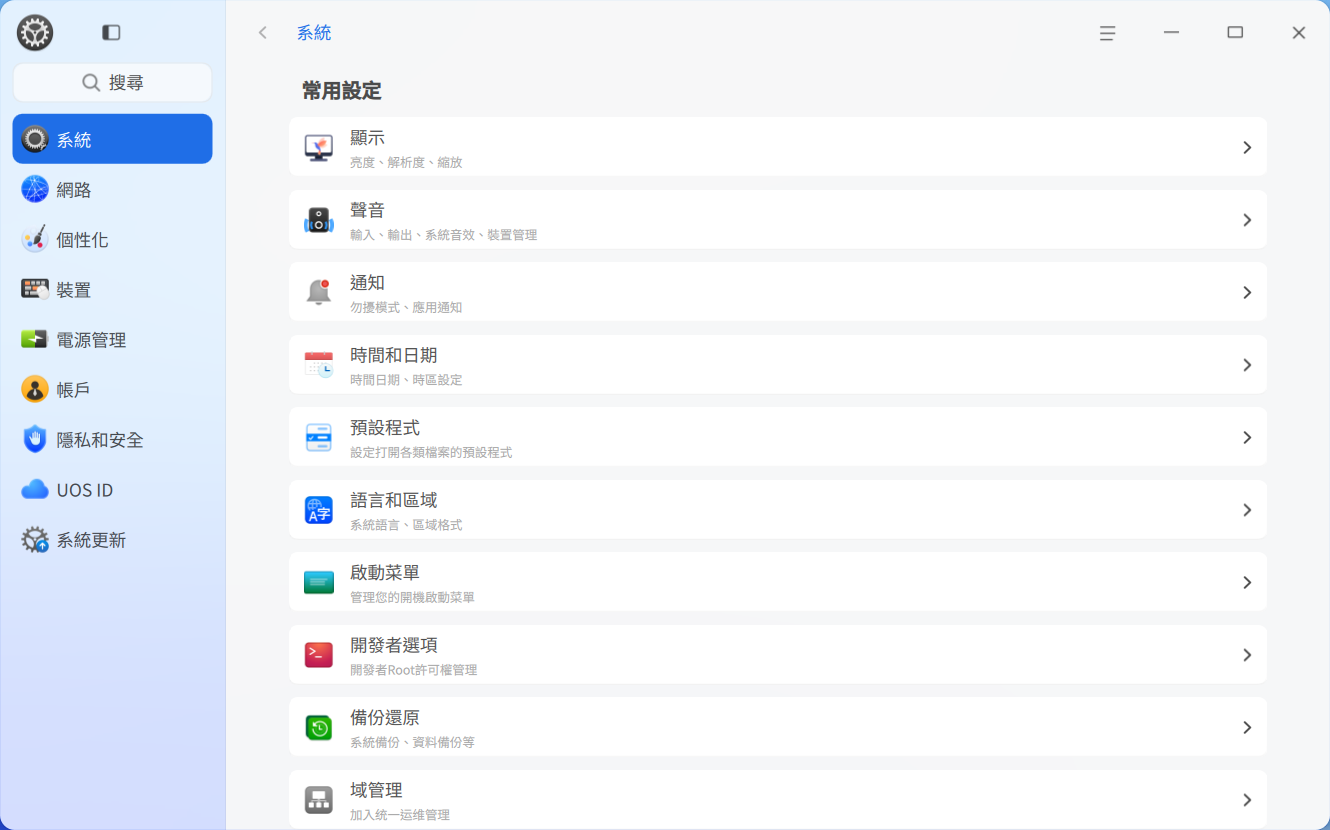 搜尋
系統
網路
個性化
裝置
電源管理
帳戶
隱私和安全
UOS ID
系統更新
系統
常用設定
顯示
亮度、解析度、縮放
聲音
輸入、輸出、系統音效、裝置管理
通知
勿擾模式、應用通知
時間和日期
時間日期、時區設定
預設程式
設定打開各類檔案的預設程式
語言和區域
系統語言、區域格式
啟動菜單
管理您的開機啟動菜單
開發者選項
開發者Root許可權管理
備份還原
系統備份、資料備份等
域管理
加入统一运维管理